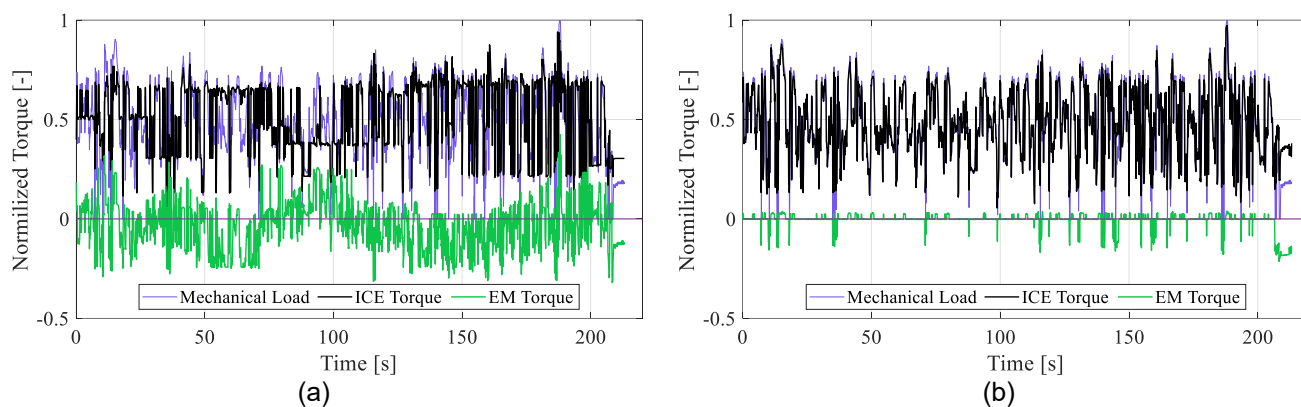 1
0.5
0
-0.5
Normilized Torque [-]
Mechanical Load ICE Torque EM Torque
0 50 100 150 200
Time [s]
(a)
1
0.5
0
-0.5
Normilized Torque [-]
Mechanical Load ICE Torque EM Torque
0 50 100 150 200
Time [s]
(b)